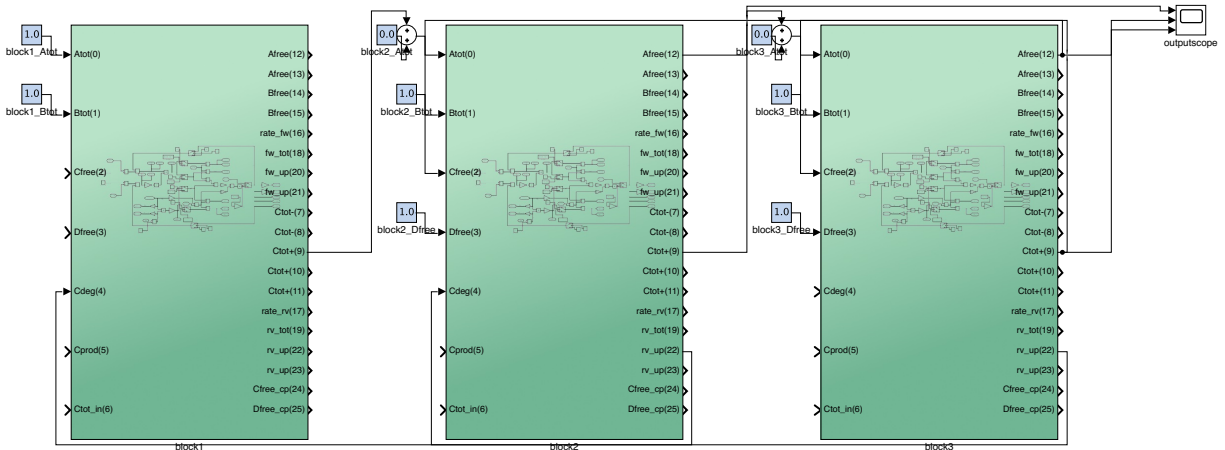 1.0
block1_Atot
1.0
block1_Btot
Atot(0)
Btot(1)
Cfree(2)
Dfree(3)
Cdeg(4)
Cprod(5)
Ctot_in(6)
Afree(12)
Afree(13)
Bfree(14)
Bfree(15)
rate_fw(16)
fw_tot(18)
fw_up(20)
fw_up(21)
Ctot-(7)
Ctot-(8)
Ctot+(9)
Ctot+(10)
Ctot+(11)
rate_rv(17)
rv_tot(19)
rv_up(22)
rv_up(23)
Cfree_cp(24)
Dfree_cp(25)
block1
0.0
block2_Atot
1.0
block2_Btot
1.0
block2_Dfree
Atot(0)
Btot(1)
Cfree(2)
Dfree(3)
Cdeg(4)
Cprod(5)
Ctot_in(6)
Afree(12)
Afree(13)
Bfree(14)
Bfree(15)
rate_fw(16)
fw_tot(18)
fw_up(20)
fw_up(21)
Ctot-(7)
Ctot-(8)
Ctot+(9)
Ctot+(10)
Ctot+(11)
rate_rv(17)
rv_tot(19)
rv_up(22)
rv_up(23)
Cfree_cp(24)
Dfree_cp(25)
block2
0.0
block3_Atot
1.0
block3_Btot
1.0
block3_Dfree
Atot(0)
Btot(1)
Cfree(2)
Dfree(3)
Cdeg(4)
Cprod(5)
Ctot_in(6)
Afree(12)
Afree(13)
Bfree(14)
Bfree(15)
rate_fw(16)
fw_tot(18)
fw_up(20)
fw_up(21)
Ctot-(7)
Ctot-(8)
Ctot+(9)
Ctot+(10)
Ctot+(11)
rate_rv(17)
rv_tot(19)
rv_up(22)
rv_up(23)
Cfree_cp(24)
Dfree_cp(25)
block3
outputscope